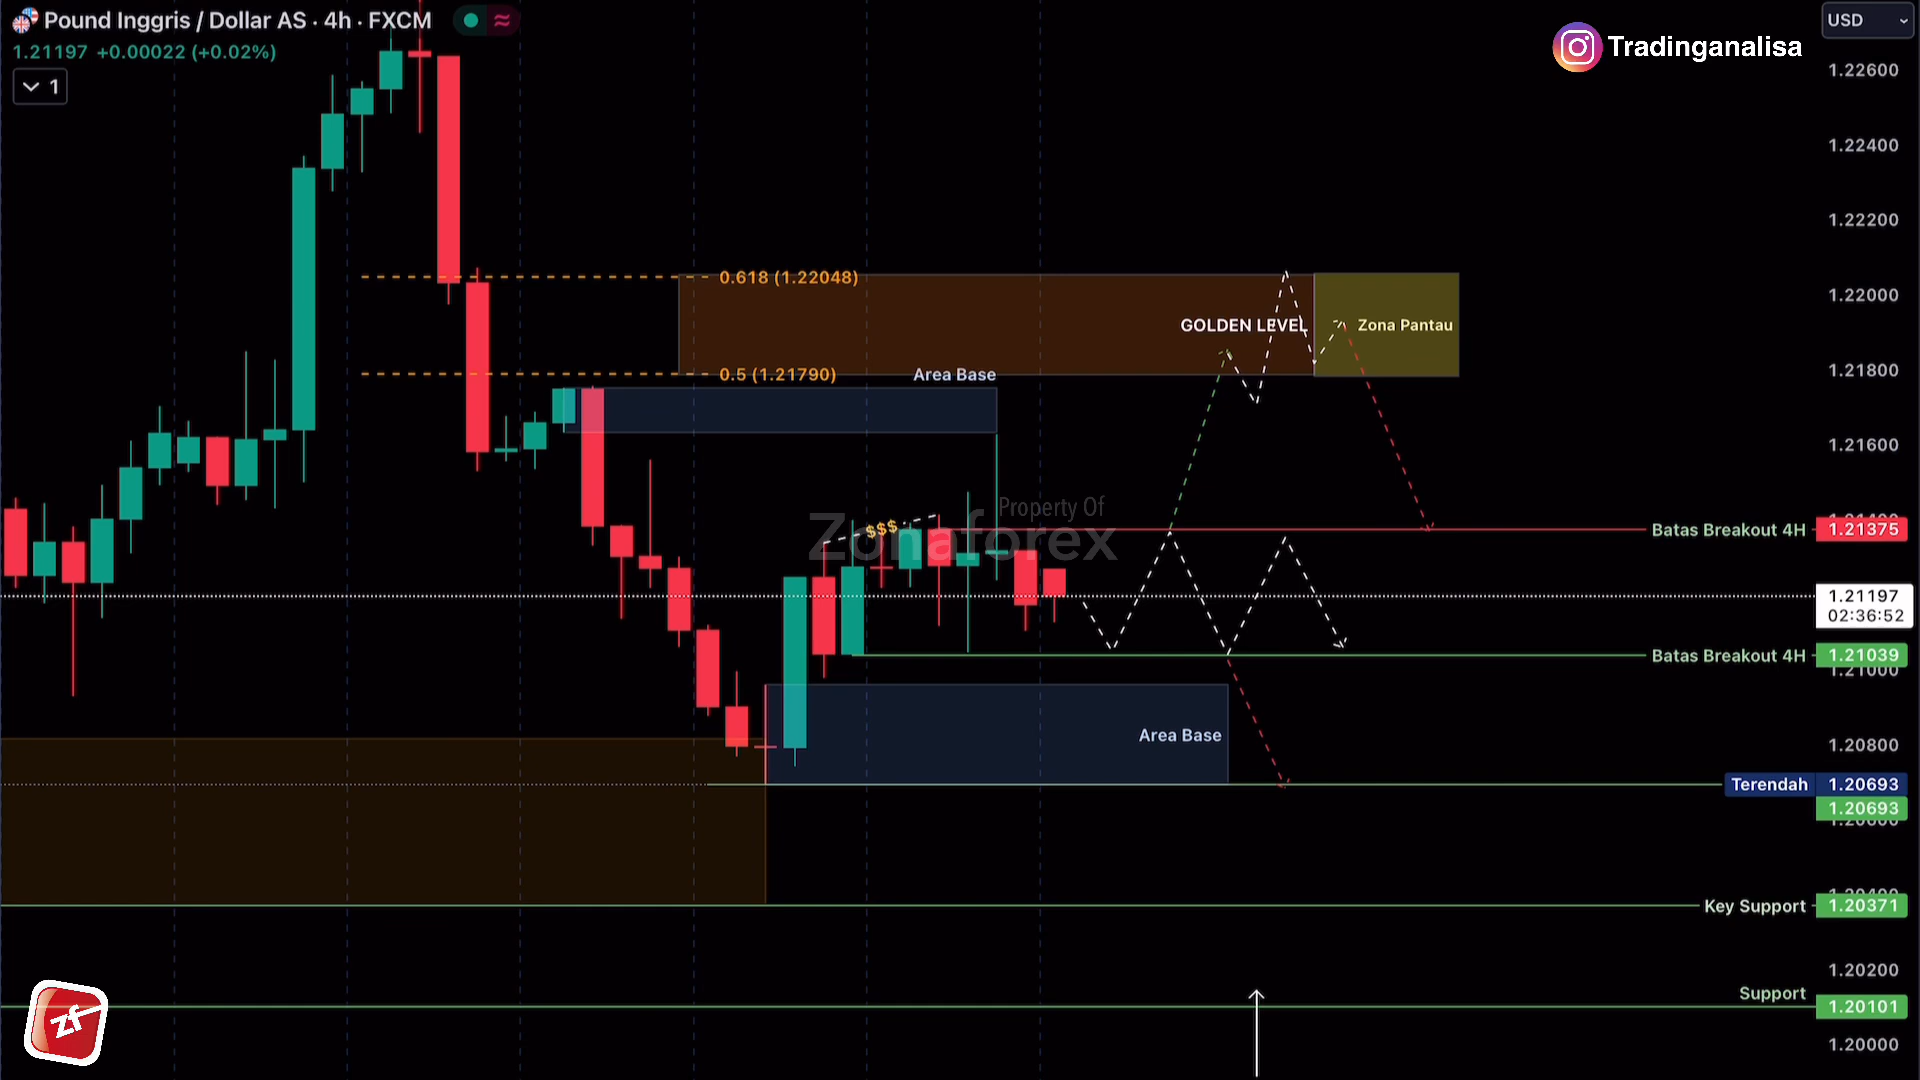 Pound Inggris / Dollar AS · 4h · FXCM
1.21197 +0.00022 (+0.02%)
1
Tradinganalisa
USD
1.22600
1.22400
1.22200
1.22000
1.21800
1.21600
0.618 (1.22048)
GOLDEN LEVEL
Zona Pantau
0.5 (1.21790)
Area Base
$$$
Property Of
Zonaforex
Batas Breakout 4H
1.21375
1.21197
02:36:52
Batas Breakout 4H
1.21039
1.21000
Area Base
1.20800
Terendah
1.20693
1.20693
Key Support
1.20371
1.20200
Support
1.20101
1.20000
zf